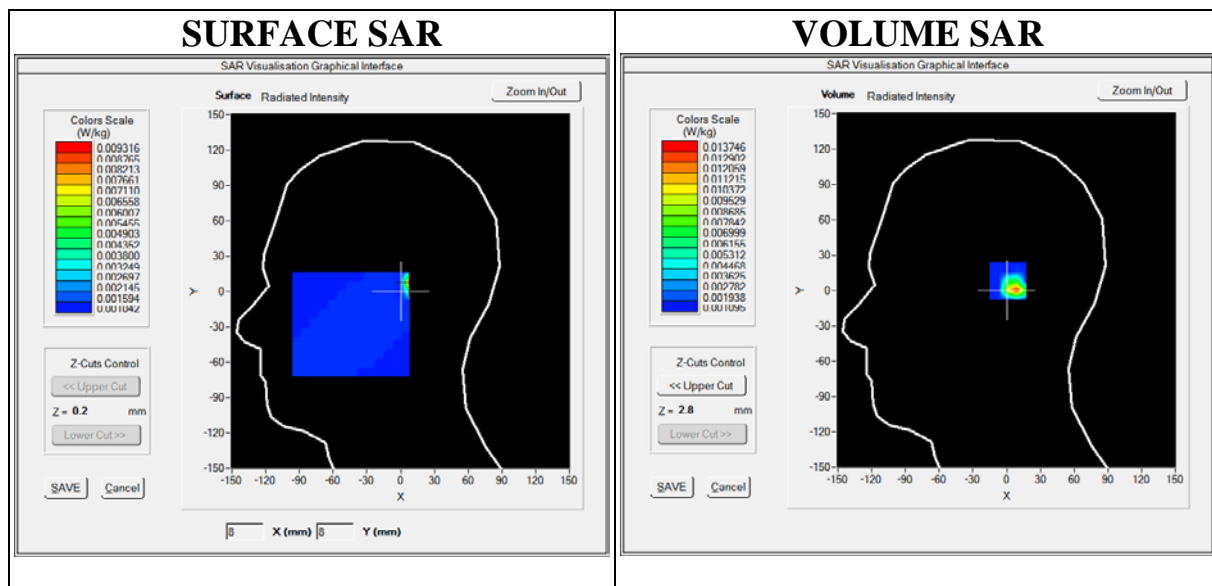 SURFACE SAR
SAR Visualisation Graphical Interface
Surface Radiated Intensity
Zoom In/Out
Colors Scale
(W/kg)
0.009316
0.008765
0.008213
0.007661
0.007110
0.006558
0.006007
0.005455
0.004903
0.004352
0.003800
0.003249
0.002697
0.002145
0.001594
0.001042
Z-Cuts Control
<< Upper Cut
Z = 0.2 mm
Lower Cut >>
SAVE Cancel
150
120
90
60
30
0
-30
-60
-90
-120
-150
Y
-150 -120 -90 -60 -30 0 30 60 90 120 150
X
8 X (mm) 8 Y (mm)
VOLUME SAR
SAR Visualisation Graphical Interface
Volume Radiated Intensity
Zoom In/Out
Colors Scale
(W/kg)
0.013746
0.012902
0.012059
0.011215
0.010372
0.009529
0.008685
0.007842
0.006999
0.006155
0.005312
0.004468
0.003625
0.002782
0.001938
0.001095
Z-Cuts Control
<< Upper Cut
Z = 2.8 mm
Lower Cut >>
SAVE Cancel
150
120
90
60
30
0
-30
-60
-90
-120
-150
Y
-150 -120 -90 -60 -30 0 30 60 90 120 150
X